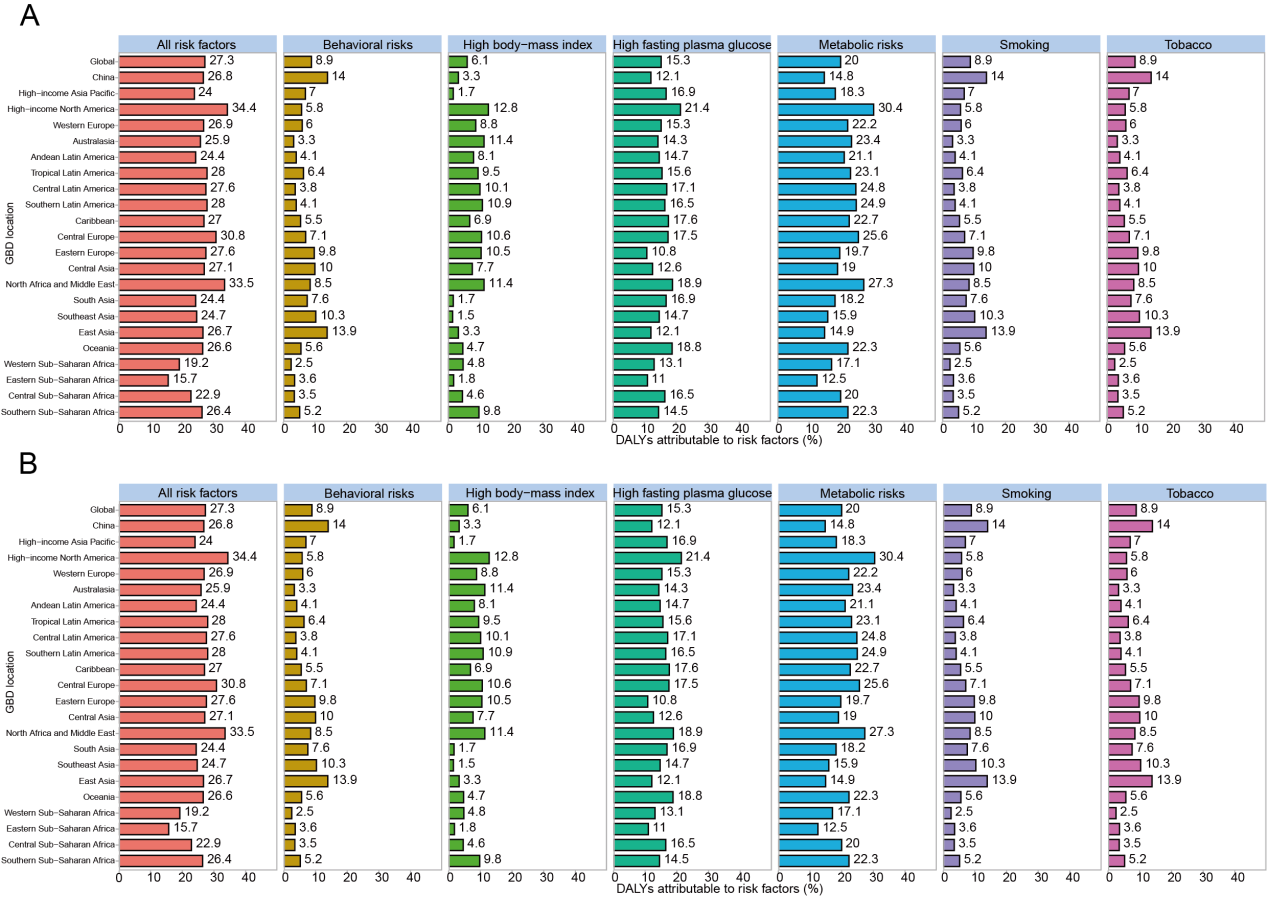 A
All risk factors Behavioral risks High body−mass index High fasting plasma glucose Metabolic risks Smoking Tobacco
GBD location
Global 27.3 8.9 6.1 15.3 20 8.9 8.9
China 26.8 14 3.3 12.1 14.8 14 14
High−income Asia Pacific 24 7 1.7 16.9 18.3 7 7
High−income North America 34.4 5.8 12.8 21.4 30.4 5.8 5.8
Western Europe 26.9 6 8.8 15.3 22.2 6 6
Australasia 25.9 3.3 11.4 14.3 23.4 3.3 3.3
Andean Latin America 24.4 4.1 8.1 14.7 21.1 4.1 4.1
Tropical Latin America 28 6.4 9.5 15.6 23.1 6.4 6.4
Central Latin America 27.6 3.8 10.1 17.1 24.8 3.8 3.8
Southern Latin America 28 4.1 10.9 16.5 24.9 4.1 4.1
Caribbean 27 5.5 6.9 17.6 22.7 5.5 5.5
Central Europe 30.8 7.1 10.6 17.5 25.6 7.1 7.1
Eastern Europe 27.6 9.8 10.5 10.8 19.7 9.8 9.8
Central Asia 27.1 10 7.7 12.6 19 10 10
North Africa and Middle East 33.5 8.5 11.4 18.9 27.3 8.5 8.5
South Asia 24.4 7.6 1.7 16.9 18.2 7.6 7.6
Southeast Asia 24.7 10.3 1.5 14.7 15.9 10.3 10.3
East Asia 26.7 13.9 3.3 12.1 14.9 13.9 13.9
Oceania 26.6 5.6 4.7 18.8 22.3 5.6 5.6
Western Sub−Saharan Africa 19.2 2.5 4.8 13.1 17.1 2.5 2.5
Eastern Sub−Saharan Africa 15.7 3.6 1.8 11 12.5 3.6 3.6
Central Sub−Saharan Africa 22.9 3.5 4.6 16.5 20 3.5 3.5
Southern Sub−Saharan Africa 26.4 5.2 9.8 14.5 22.3 5.2 5.2
0 10 20 30 40 0 10 20 30 40 0 10 20 30 40 0 10 20 30 40 0 10 20 30 40 0 10 20 30 40 0 10 20 30 40
DALYs attributable to risk factors (%)
B
All risk factors Behavioral risks High body−mass index High fasting plasma glucose Metabolic risks Smoking Tobacco
GBD location
Global 27.3 8.9 6.1 15.3 20 8.9 8.9
China 26.8 14 3.3 12.1 14.8 14 14
High−income Asia Pacific 24 7 1.7 16.9 18.3 7 7
High−income North America 34.4 5.8 12.8 21.4 30.4 5.8 5.8
Western Europe 26.9 6 8.8 15.3 22.2 6 6
Australasia 25.9 3.3 11.4 14.3 23.4 3.3 3.3
Andean Latin America 24.4 4.1 8.1 14.7 21.1 4.1 4.1
Tropical Latin America 28 6.4 9.5 15.6 23.1 6.4 6.4
Central Latin America 27.6 3.8 10.1 17.1 24.8 3.8 3.8
Southern Latin America 28 4.1 10.9 16.5 24.9 4.1 4.1
Caribbean 27 5.5 6.9 17.6 22.7 5.5 5.5
Central Europe 30.8 7.1 10.6 17.5 25.6 7.1 7.1
Eastern Europe 27.6 9.8 10.5 10.8 19.7 9.8 9.8
Central Asia 27.1 10 7.7 12.6 19 10 10
North Africa and Middle East 33.5 8.5 11.4 18.9 27.3 8.5 8.5
South Asia 24.4 7.6 1.7 16.9 18.2 7.6 7.6
Southeast Asia 24.7 10.3 1.5 14.7 15.9 10.3 10.3
East Asia 26.7 13.9 3.3 12.1 14.9 13.9 13.9
Oceania 26.6 5.6 4.7 18.8 22.3 5.6 5.6
Western Sub−Saharan Africa 19.2 2.5 4.8 13.1 17.1 2.5 2.5
Eastern Sub−Saharan Africa 15.7 3.6 1.8 11 12.5 3.6 3.6
Central Sub−Saharan Africa 22.9 3.5 4.6 16.5 20 3.5 3.5
Southern Sub−Saharan Africa 26.4 5.2 9.8 14.5 22.3 5.2 5.2
0 10 20 30 40 0 10 20 30 40 0 10 20 30 40 0 10 20 30 40 0 10 20 30 40 0 10 20 30 40 0 10 20 30 40
DALYs attributable to risk factors (%)